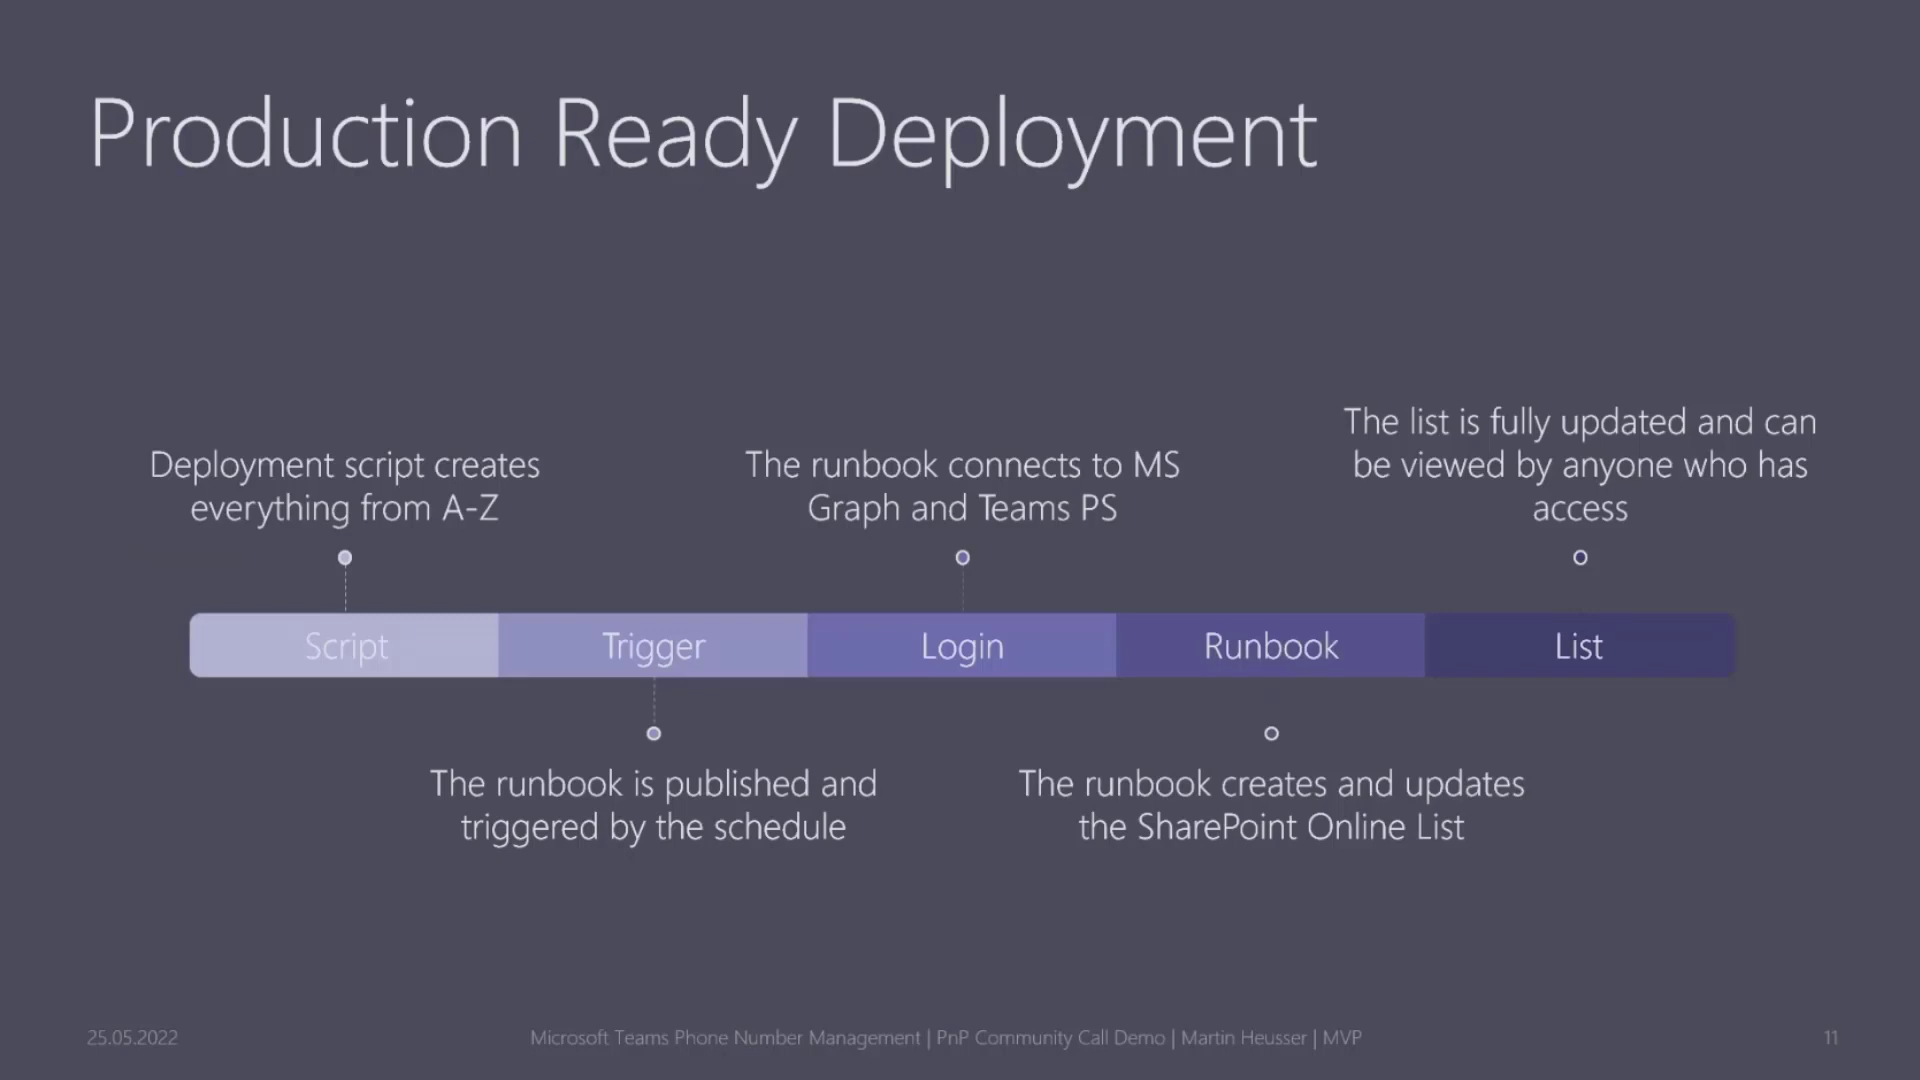 Production Ready Deployment
Deployment script creates
everything from A-Z
The runbook connects to MS
Graph and Teams PS
The list is fully updated and can
be viewed by anyone who has
access
Script
Trigger
Login
Runbook
List
The runbook is published and
triggered by the schedule
The runbook creates and updates
the SharePoint Online List
25.05.2022
Microsoft Teams Phone Number Management | PnP Community Call Demo | Martin Heusser | MVP
11